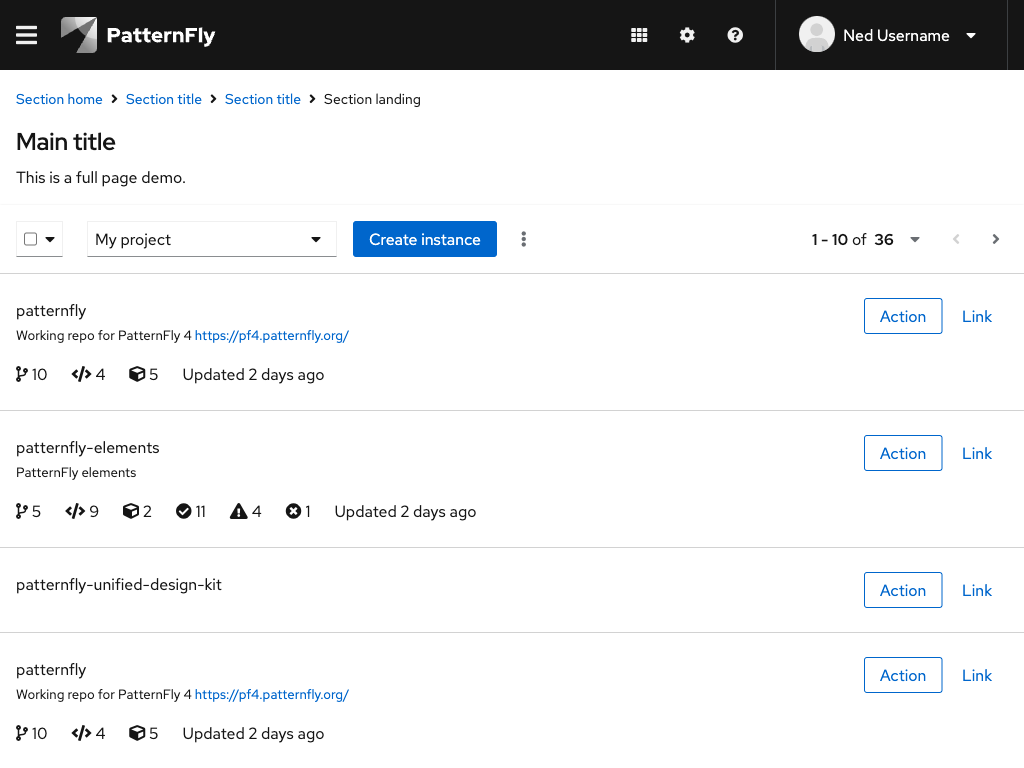 PatternFly
Ned Username
Section home Section title Section title Section landing
Main title
This is a full page demo.
My project Create instance 1 - 10 of 36
patternfly Action Link
Working repo for PatternFly 4 https://pf4.patternfly.org/
10 4 5 Updated 2 days ago
patternfly-elements Action Link
PatternFly elements
5 9 2 11 4 1 Updated 2 days ago
patternfly-unified-design-kit Action Link
patternfly Action Link
Working repo for PatternFly 4 https://pf4.patternfly.org/
10 4 5 Updated 2 days ago